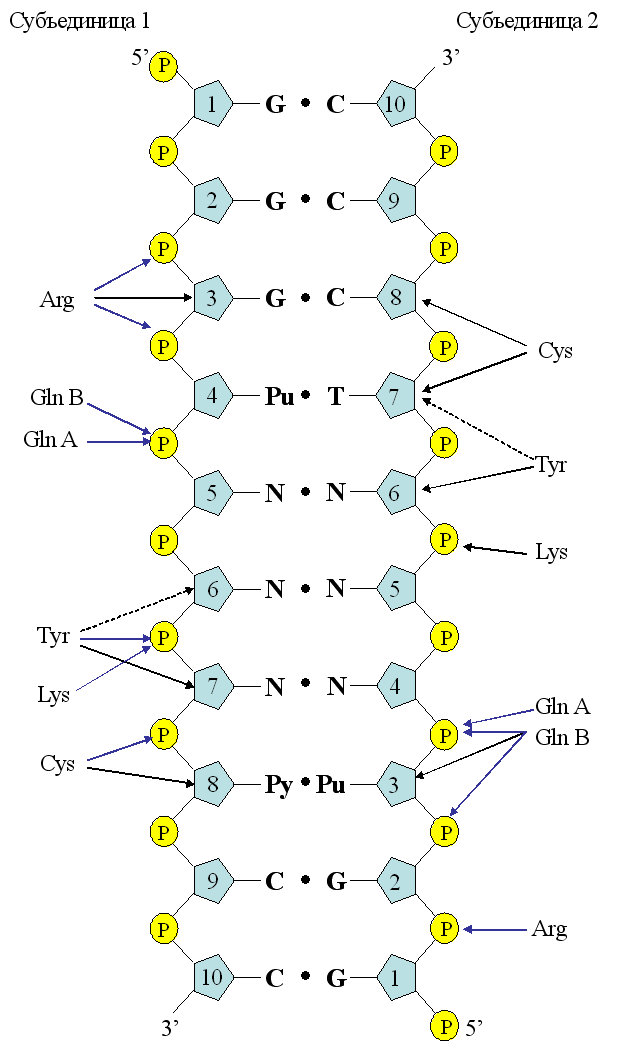 Субъединица 1 Субъединица 2
5’ P 3’
1 G • C 10
P P
2 G • C 9
P P
Arg 3 G • C 8
P P Cys
Gln B 4 Pu • T 7
Gln A P P
Tyr
5 N • N 6
P P Lys
6 N • N 5
Tyr P P
Lys 7 N • N 4
Gln A
P P Gln B
Cys 8 Py • Pu 3
P P
9 C • G 2
P P Arg
10 C • G 1
3’ P 5’